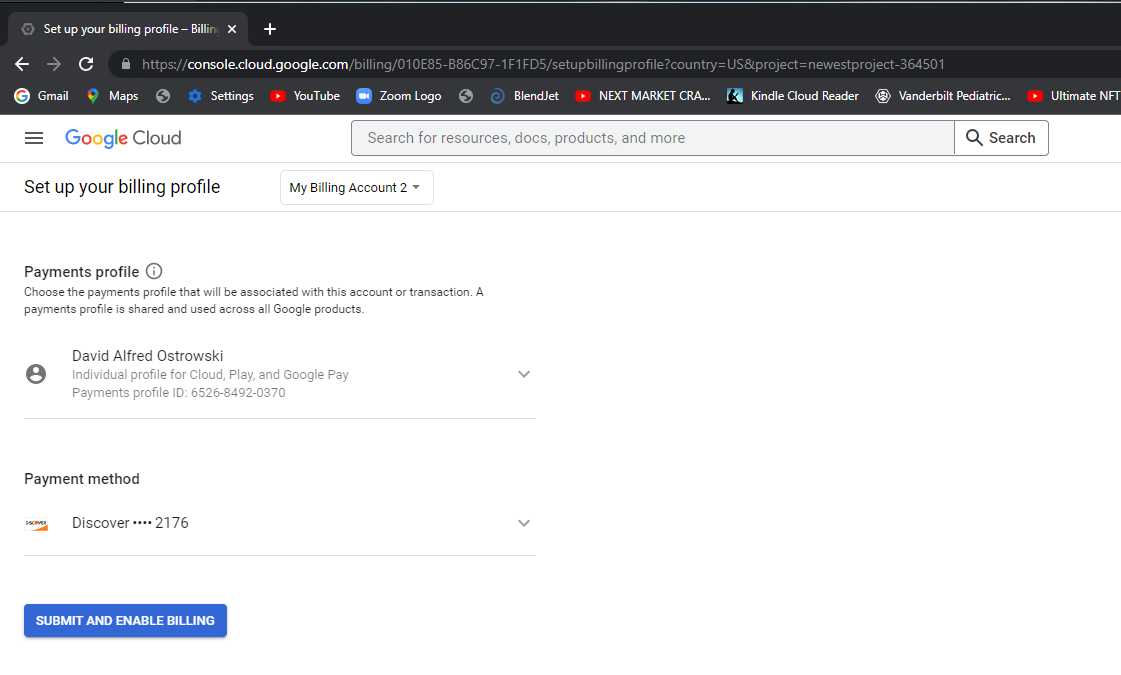 Set up your billing profile – Billin
https://console.cloud.google.com/billing/010E85-B86C97-1F1FD5/setupbillingprofile?country=US&project=newestproject-364501
Gmail Maps Settings YouTube Zoom Logo BlendJet NEXT MARKET CRA... Kindle Cloud Reader Vanderbilt Pediatric... Ultimate NFT
Google Cloud Search for resources, docs, products, and more Search
Set up your billing profile My Billing Account 2
Payments profile
Choose the payments profile that will be associated with this account or transaction. A
payments profile is shared and used across all Google products.
David Alfred Ostrowski
Individual profile for Cloud, Play, and Google Pay
Payments profile ID: 6526-8492-0370
Payment method
DISCOVER Discover •••• 2176
SUBMIT AND ENABLE BILLING